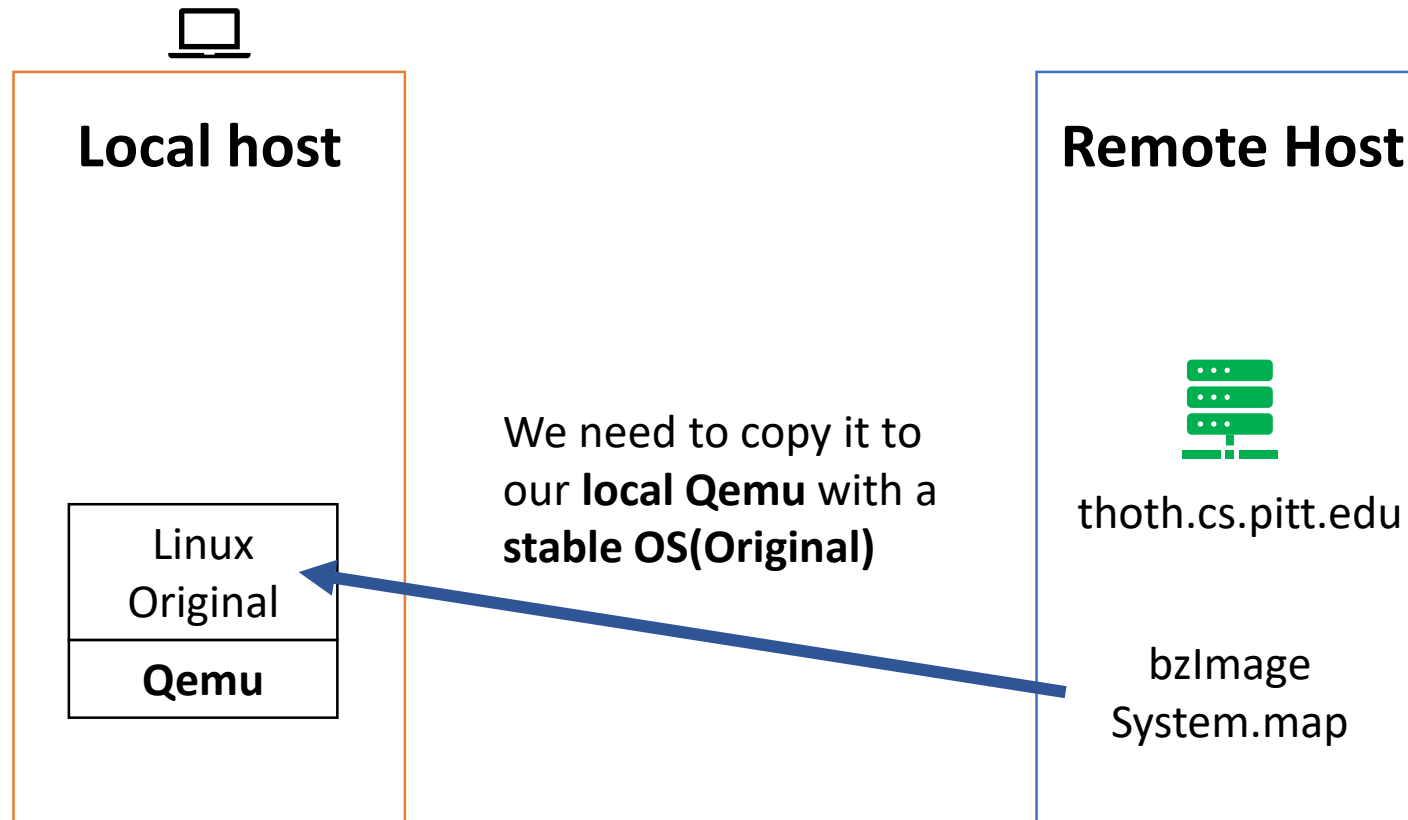 Local host
Remote Host
We need to copy it to
our local Qemu with a
stable OS(Original)
Linux
Original
Qemu
thoth.cs.pitt.edu
bzImage
System.map